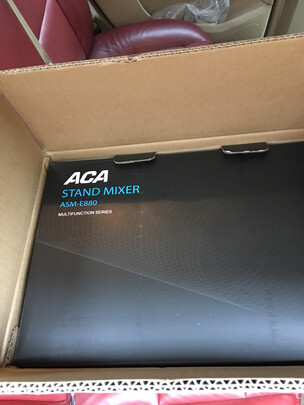 ACA
STAND MIXER
ASM-E880
MULTIFUNCTION SERIES